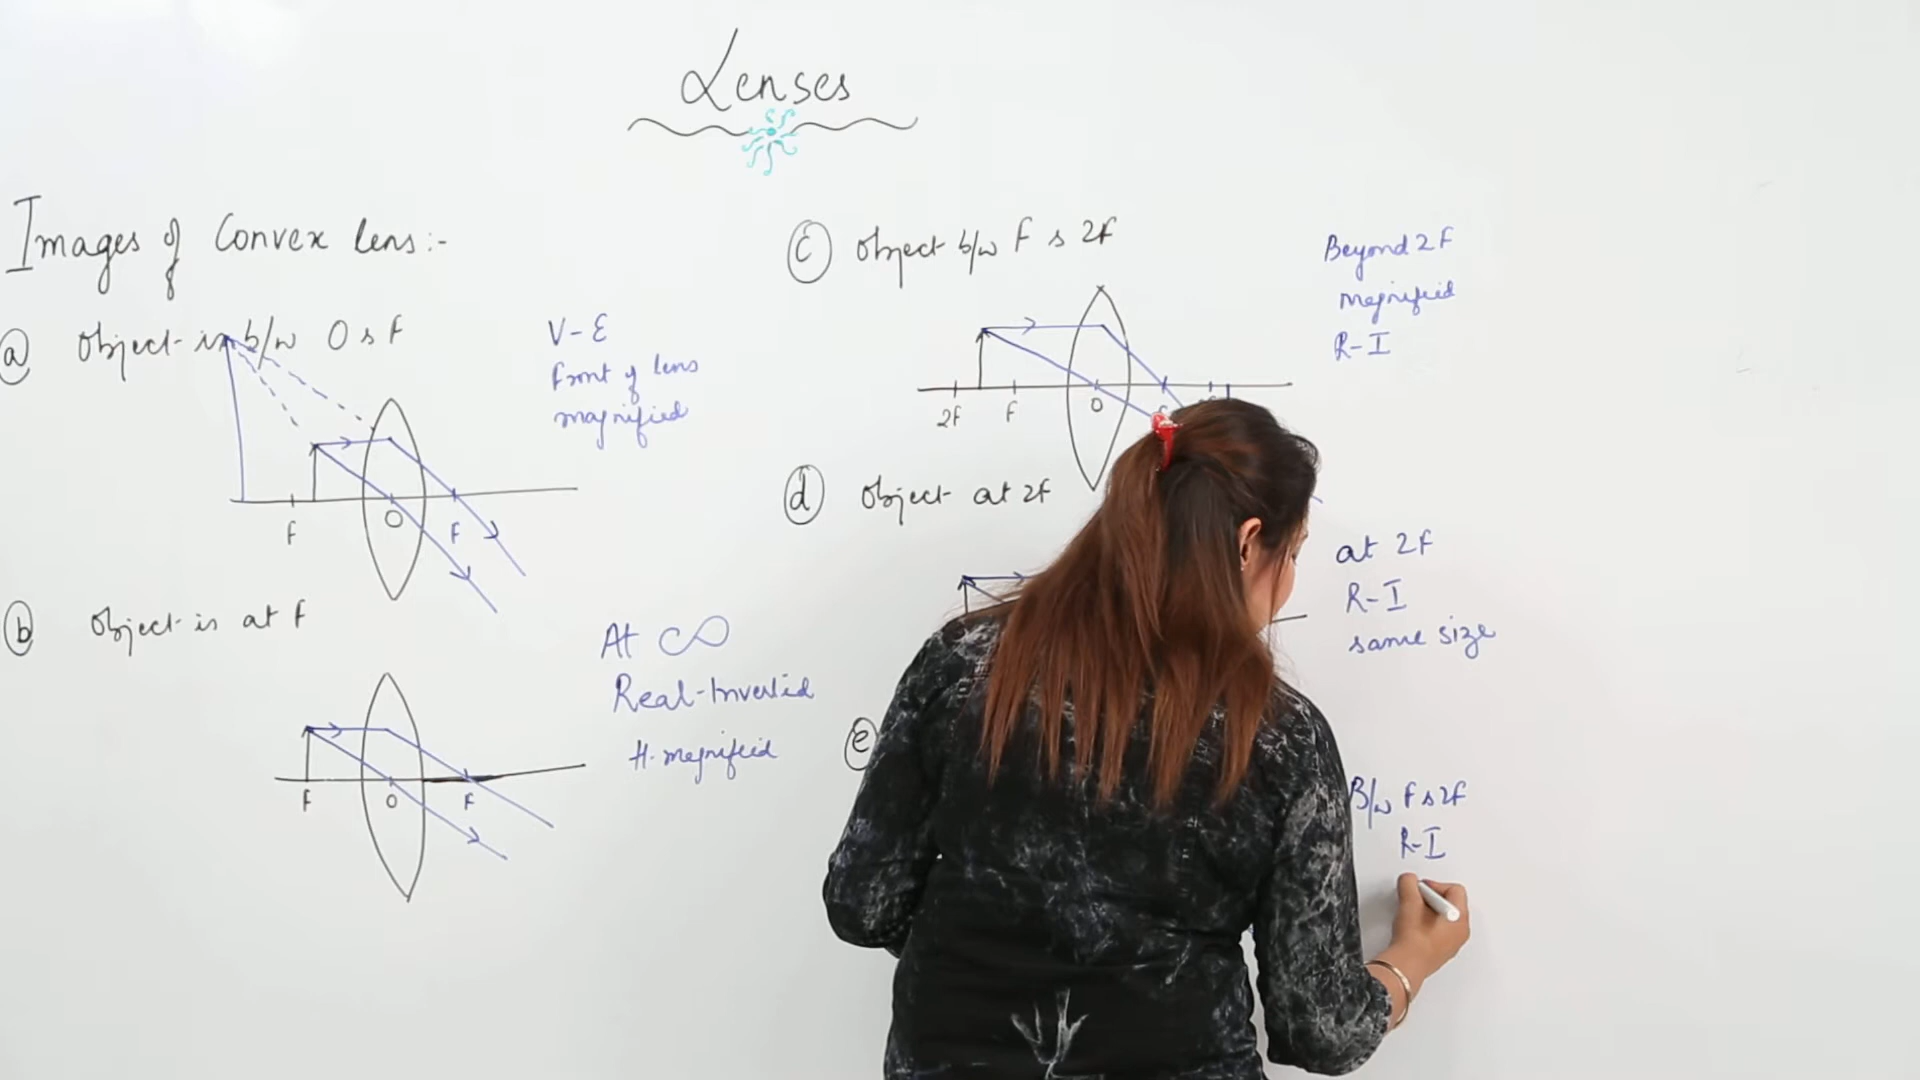 Lenses
Images of Convex lens:-
(a) Object in b/w O & F
V-E
front of lens
magnified
F O F
(b) Object is at F
At ∞
Real-Inverted
H. magnified
F O F
(c) Object b/w F & 2F
Beyond 2F
magnified
R-I
2F F O
(d) Object at 2F
at 2F
R-I
same size
(e)
B/w F & 2F
R-I